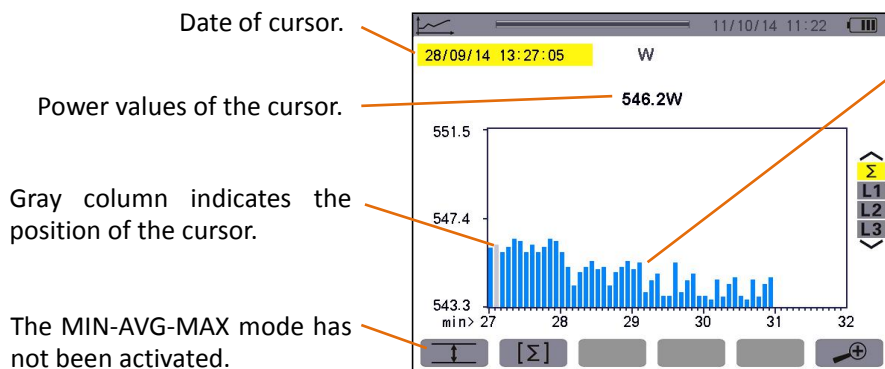 Date of cursor.
11/10/14 11:22
28/09/14 13:27:05 W
Power values of the cursor.
546.2W
551.5
Σ
L1
L2
L3
Gray column indicates the
position of the cursor.
547.4
543.3
min> 27 28 29 30 31 32
The MIN-AVG-MAX mode has
not been activated.
[Σ]